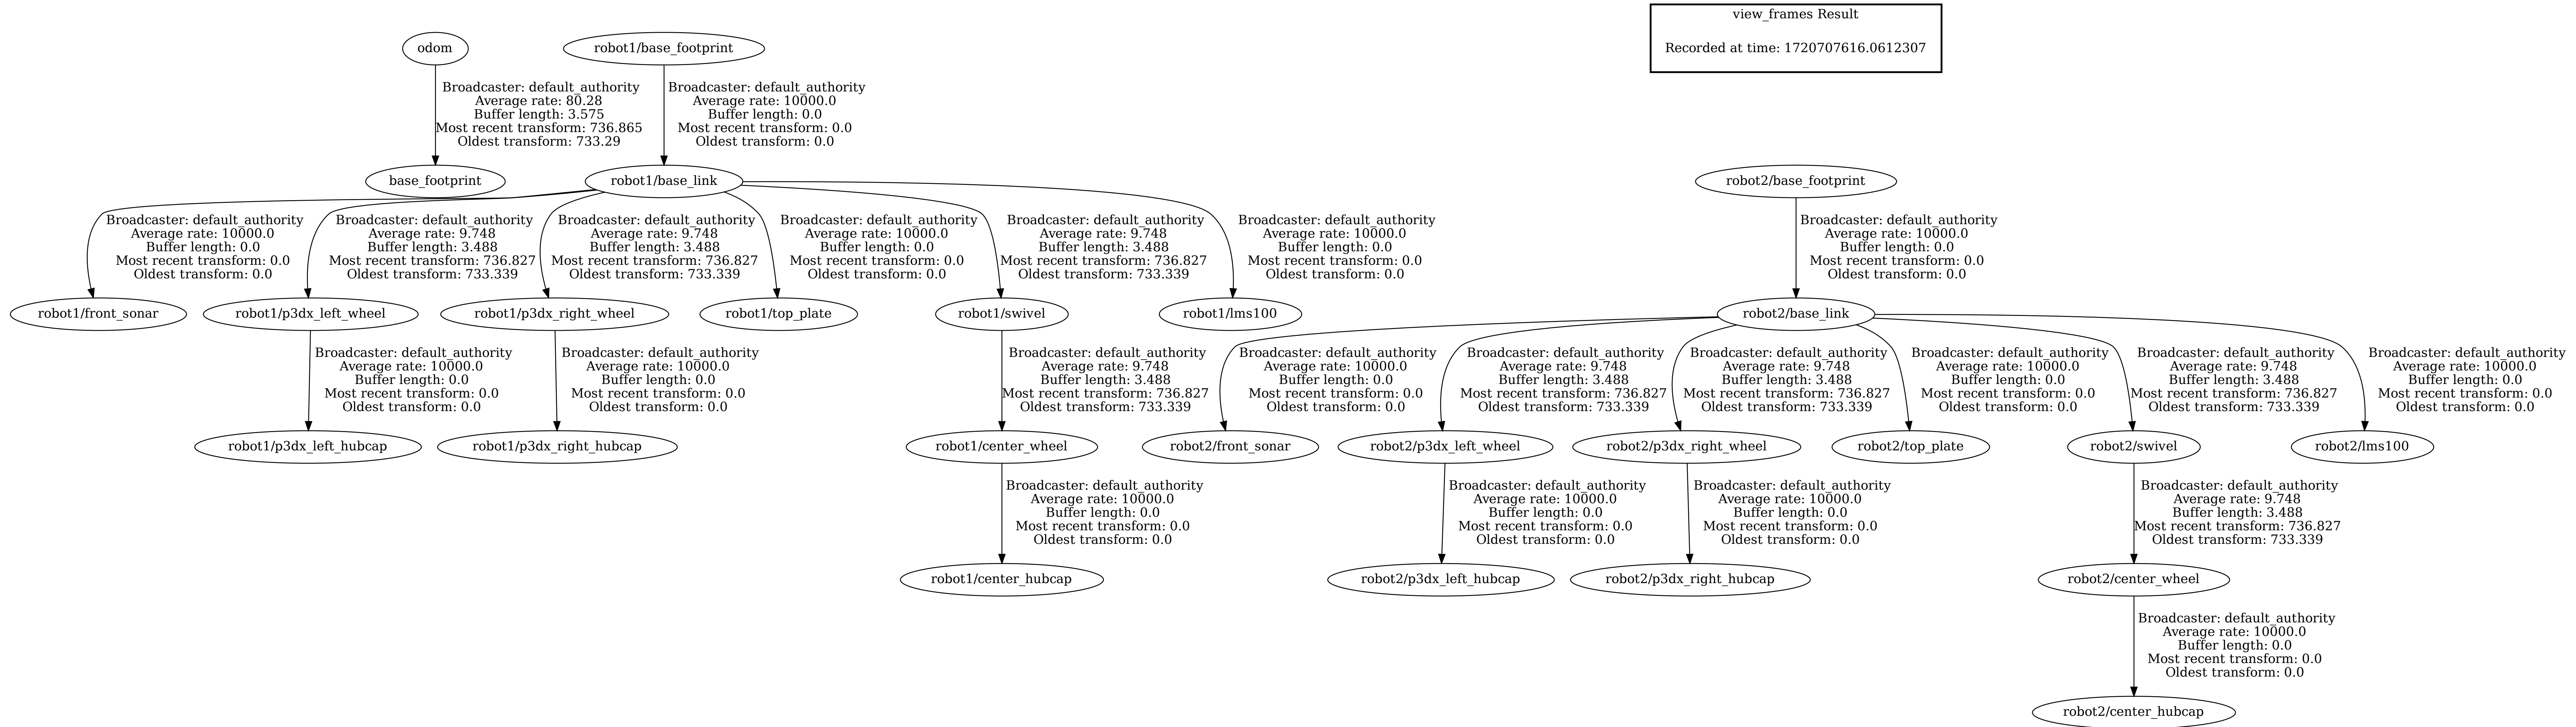 view_frames Result
Recorded at time: 1720707616.0612307
odom
robot1/base_footprint
Broadcaster: default_authority
Average rate: 80.28
Buffer length: 3.575
Most recent transform: 736.865
Oldest transform: 733.29
Broadcaster: default_authority
Average rate: 10000.0
Buffer length: 0.0
Most recent transform: 0.0
Oldest transform: 0.0
base_footprint
robot1/base_link
robot2/base_footprint
Broadcaster: default_authority
Average rate: 10000.0
Buffer length: 0.0
Most recent transform: 0.0
Oldest transform: 0.0
Broadcaster: default_authority
Average rate: 9.748
Buffer length: 3.488
Most recent transform: 736.827
Oldest transform: 733.339
Broadcaster: default_authority
Average rate: 9.748
Buffer length: 3.488
Most recent transform: 736.827
Oldest transform: 733.339
Broadcaster: default_authority
Average rate: 10000.0
Buffer length: 0.0
Most recent transform: 0.0
Oldest transform: 0.0
Broadcaster: default_authority
Average rate: 9.748
Buffer length: 3.488
Most recent transform: 736.827
Oldest transform: 733.339
Broadcaster: default_authority
Average rate: 10000.0
Buffer length: 0.0
Most recent transform: 0.0
Oldest transform: 0.0
Broadcaster: default_authority
Average rate: 10000.0
Buffer length: 0.0
Most recent transform: 0.0
Oldest transform: 0.0
robot1/front_sonar
robot1/p3dx_left_wheel
robot1/p3dx_right_wheel
robot1/top_plate
robot1/swivel
robot1/lms100
robot2/base_link
Broadcaster: default_authority
Average rate: 10000.0
Buffer length: 0.0
Most recent transform: 0.0
Oldest transform: 0.0
Broadcaster: default_authority
Average rate: 10000.0
Buffer length: 0.0
Most recent transform: 0.0
Oldest transform: 0.0
Broadcaster: default_authority
Average rate: 9.748
Buffer length: 3.488
Most recent transform: 736.827
Oldest transform: 733.339
Broadcaster: default_authority
Average rate: 10000.0
Buffer length: 0.0
Most recent transform: 0.0
Oldest transform: 0.0
Broadcaster: default_authority
Average rate: 9.748
Buffer length: 3.488
Most recent transform: 736.827
Oldest transform: 733.339
Broadcaster: default_authority
Average rate: 9.748
Buffer length: 3.488
Most recent transform: 736.827
Oldest transform: 733.339
Broadcaster: default_authority
Average rate: 10000.0
Buffer length: 0.0
Most recent transform: 0.0
Oldest transform: 0.0
Broadcaster: default_authority
Average rate: 9.748
Buffer length: 3.488
Most recent transform: 736.827
Oldest transform: 733.339
Broadcaster: default_authority
Average rate: 10000.0
Buffer length: 0.0
Most recent transform: 0.0
Oldest transform: 0.0
robot1/p3dx_left_hubcap
robot1/p3dx_right_hubcap
robot1/center_wheel
robot2/front_sonar
robot2/p3dx_left_wheel
robot2/p3dx_right_wheel
robot2/top_plate
robot2/swivel
robot2/lms100
Broadcaster: default_authority
Average rate: 10000.0
Buffer length: 0.0
Most recent transform: 0.0
Oldest transform: 0.0
Broadcaster: default_authority
Average rate: 10000.0
Buffer length: 0.0
Most recent transform: 0.0
Oldest transform: 0.0
Broadcaster: default_authority
Average rate: 10000.0
Buffer length: 0.0
Most recent transform: 0.0
Oldest transform: 0.0
Broadcaster: default_authority
Average rate: 9.748
Buffer length: 3.488
Most recent transform: 736.827
Oldest transform: 733.339
robot1/center_hubcap
robot2/p3dx_left_hubcap
robot2/p3dx_right_hubcap
robot2/center_wheel
Broadcaster: default_authority
Average rate: 10000.0
Buffer length: 0.0
Most recent transform: 0.0
Oldest transform: 0.0
robot2/center_hubcap